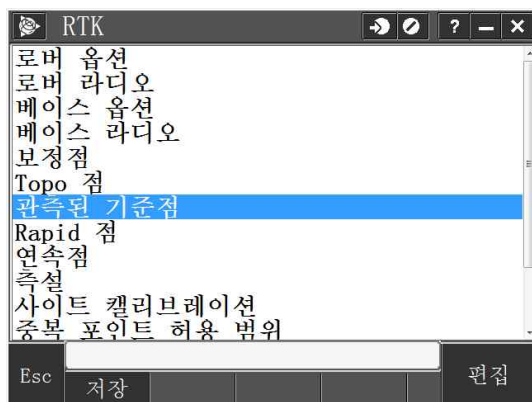 RTK ? – ×
로버 옵션
로버 라디오
베이스 옵션
베이스 라디오
보정점
Topo 점
관측된 기준점
Rapid 점
연속점
측설
사이트 캘리브레이션
중복 포인트 허용 범위
Esc
저장
편집